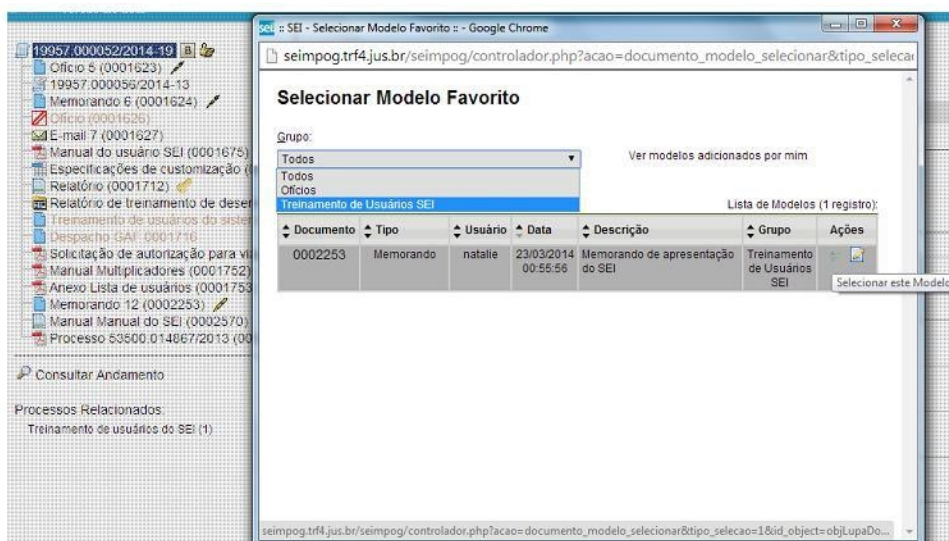 19957.000052/2014-19
Ofício 5 (0001623)
19957.000056/2014-13
Memorando 6 (0001624)
Ofício (0001626)
E-mail 7 (0001627)
Manual do usuário SEI (0001675)
Especificações de customização (
Relatório (0001712)
Relatório de treinamento de deser
Treinamento de usuários do sister
Despacho GAF 0001716
Solicitação de autorização para via
Manual Multiplicadores (0001752)
Anexo Lista de usuários (0001753
Memorando 12 (0002253)
Manual Manual do SEI (0002570)
Processo 53500.014867/2013 (00
Consultar Andamento
Processos Relacionados:
Treinamento de usuários do SEI (1)
sei :: SEI - Selecionar Modelo Favorito :: - Google Chrome
seimpog.trf4.jus.br/seimpog/controlador.php?acao=documento_modelo_selecionar&tipo_selecao
Selecionar Modelo Favorito
Grupo:
Todos
Ver modelos adicionados por mim
Todos
Ofícios
Treinamento de Usuários SEI
Lista de Modelos (1 registro):
Documento Tipo Usuário Data Descrição Grupo Ações
0002253 Memorando natalie 23/03/2014 00:55:56 Memorando de apresentação do SEI Treinamento de Usuários SEI
Selecionar este Modelo
seimpog.trf4.jus.br/seimpog/controlador.php?acao=documento_modelo_selecionar&tipo_selecao=1&id_object=objLupaDo...